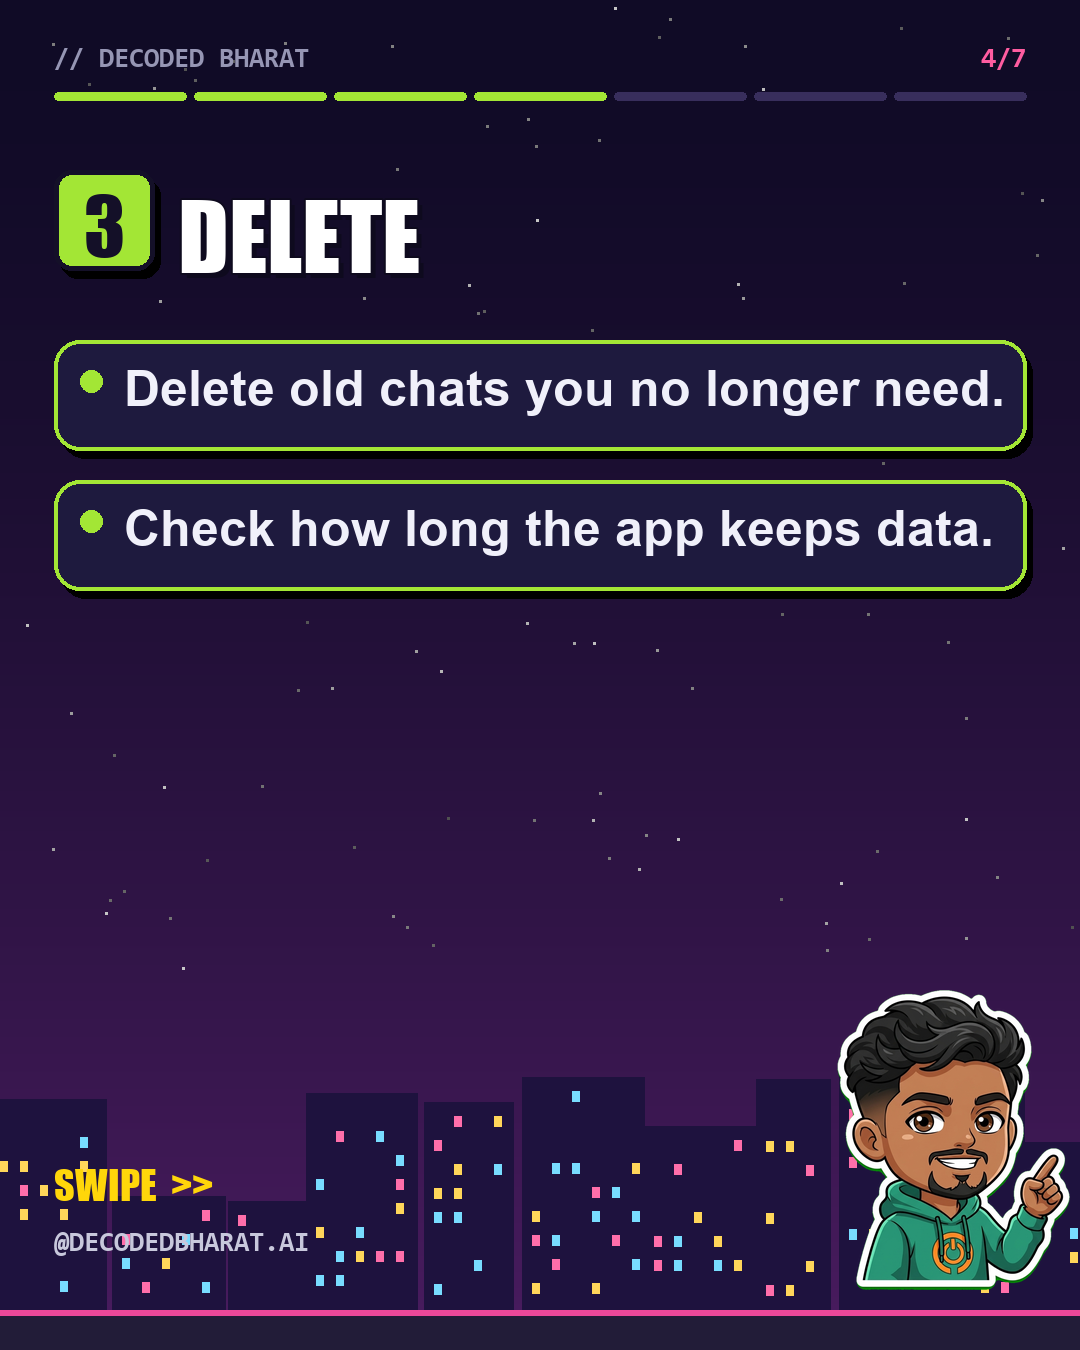 // DECODED BHARAT
4/7
3 DELETE
Delete old chats you no longer need.
Check how long the app keeps data.
SWIPE >>
@DECODEDBHARAT.AI